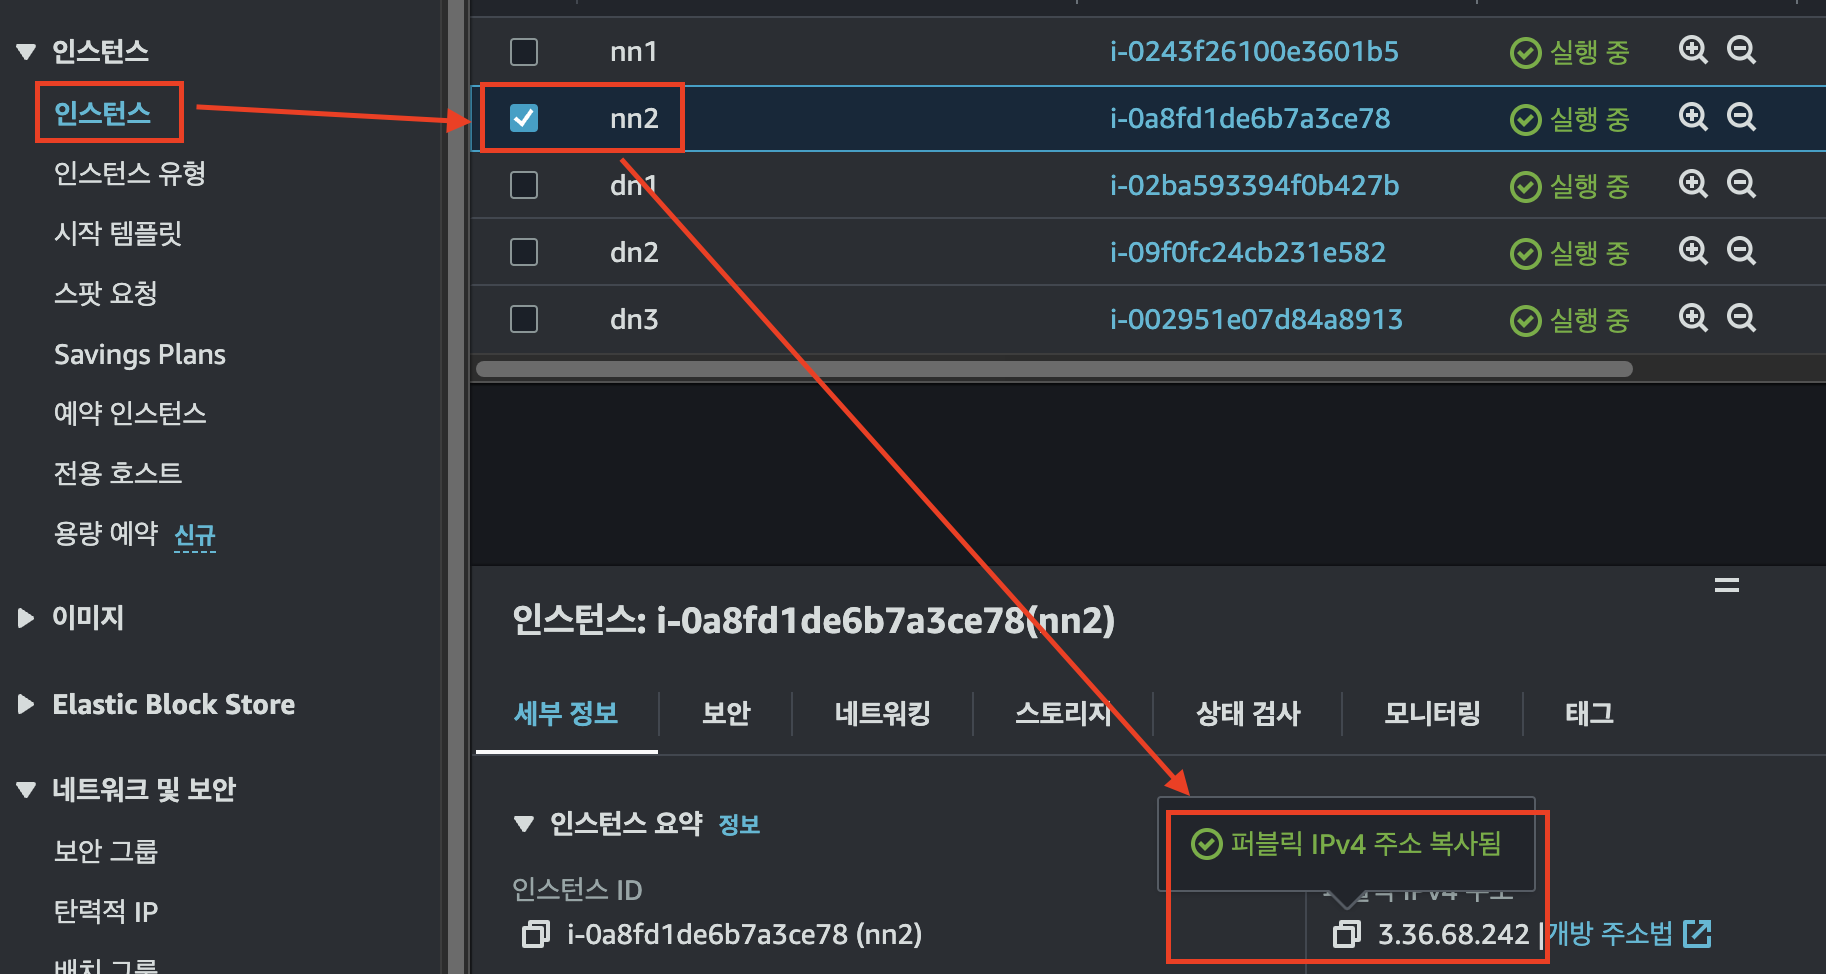 인스턴스
인스턴스
인스턴스 유형
시작 템플릿
스팟 요청
Savings Plans
예약 인스턴스
전용 호스트
용량 예약 신규
이미지
Elastic Block Store
네트워크 및 보안
보안 그룹
탄력적 IP
배치 그룹
nn1 i-0243f26100e3601b5 실행 중
nn2 i-0a8fd1de6b7a3ce78 실행 중
dn1 i-02ba593394f0b427b 실행 중
dn2 i-09f0fc24cb231e582 실행 중
dn3 i-002951e07d84a8913 실행 중
인스턴스: i-0a8fd1de6b7a3ce78(nn2)
세부 정보 보안 네트워킹 스토리지 상태 검사 모니터링 태그
인스턴스 요약 정보
퍼블릭 IPv4 주소 복사됨
인스턴스 ID
i-0a8fd1de6b7a3ce78 (nn2)
3.36.68.242 | 개방 주소법